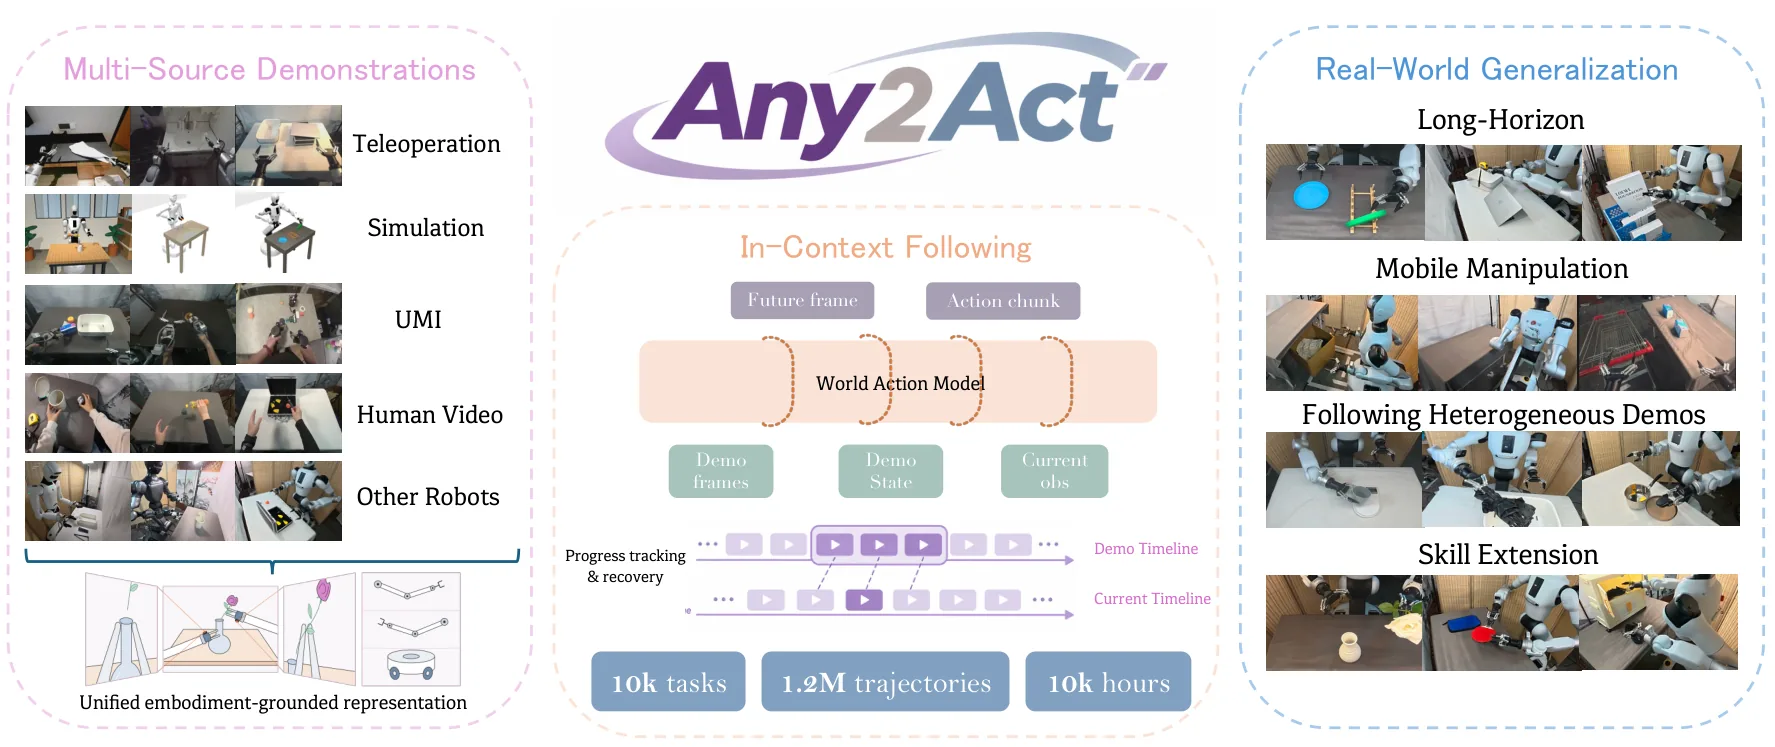 Multi-Source Demonstrations
Teleoperation
Simulation
UMI
Human Video
Other Robots
Unified embodiment-grounded representation
Any2Act
In-Context Following
Future frame
Action chunk
World Action Model
Demo
frames
Demo
State
Current
obs
Progress tracking
& recovery
Demo Timeline
Current Timeline
10k tasks
1.2M trajectories
10k hours
Real-World Generalization
Long-Horizon
Mobile Manipulation
Following Heterogeneous Demos
Skill Extension